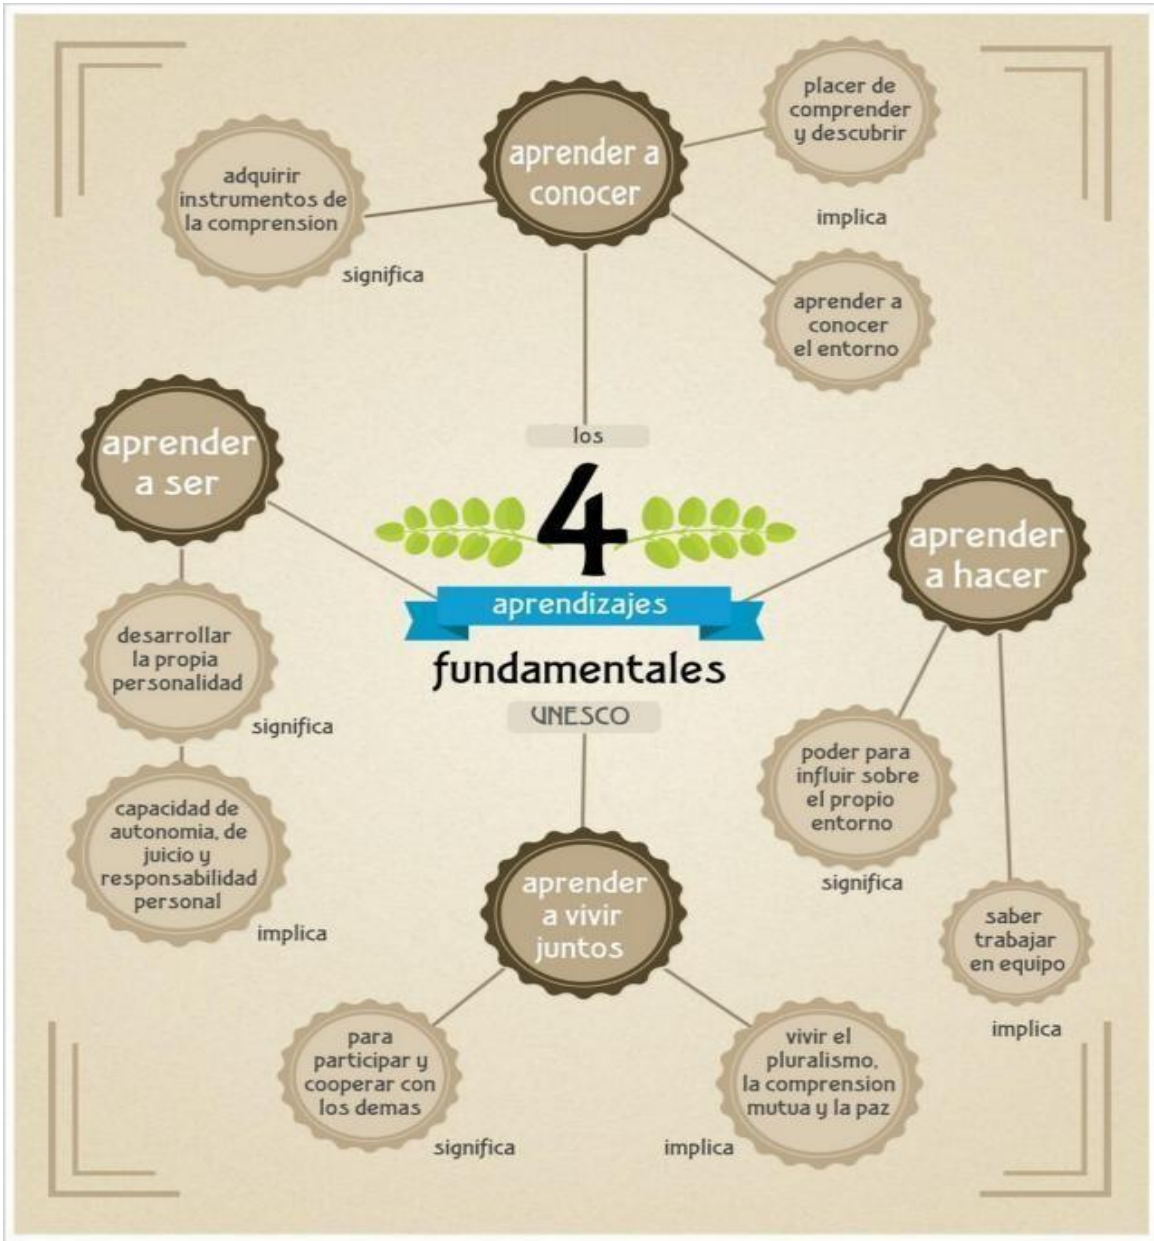 aprender a
conocer
placer de
comprender
y descubrir
adquirir
instrumentos de
la comprension
significa
implica
aprender a
conocer
el entorno
los
4
aprendizajes
fundamentales
UNESCO
aprender
a ser
desarrollar
la propia
personalidad
significa
capacidad de
autonomia, de
juicio y
responsabilidad
personal
implica
aprender
a hacer
poder para
influir sobre
el propio
entorno
significa
saber
trabajar
en equipo
implica
aprender
a vivir
juntos
para
participar y
cooperar con
los demas
significa
vivir el
pluralismo,
la comprension
mutua y la paz
implica